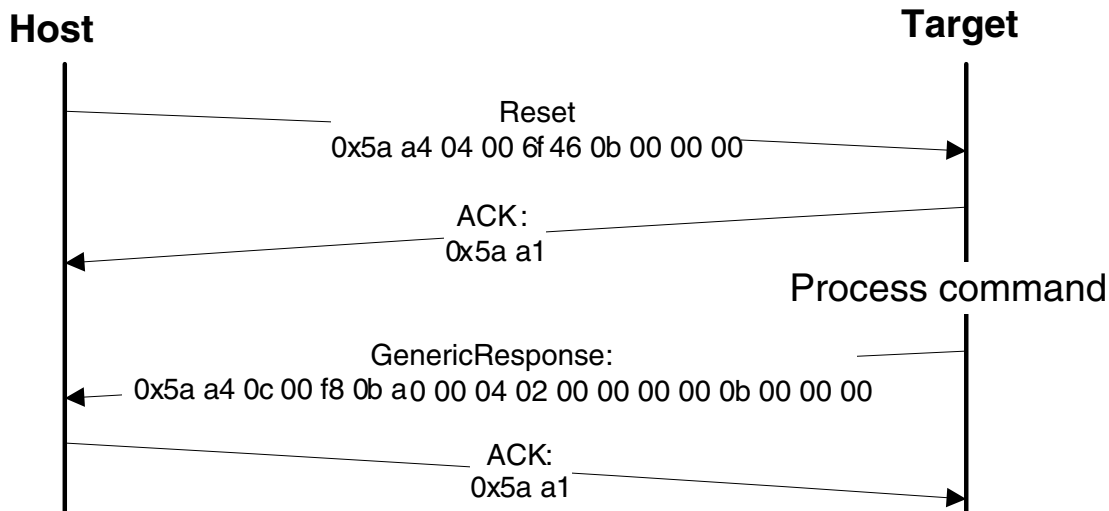 Host
Target
Reset
0x5a a4 04 00 6f 46 0b 00 00 00
ACK:
0x5a a1
Process command
GenericResponse:
0x5a a4 0c 00 f8 0b a0 00 04 02 00 00 00 00 0b 00 00 00
ACK:
0x5a a1